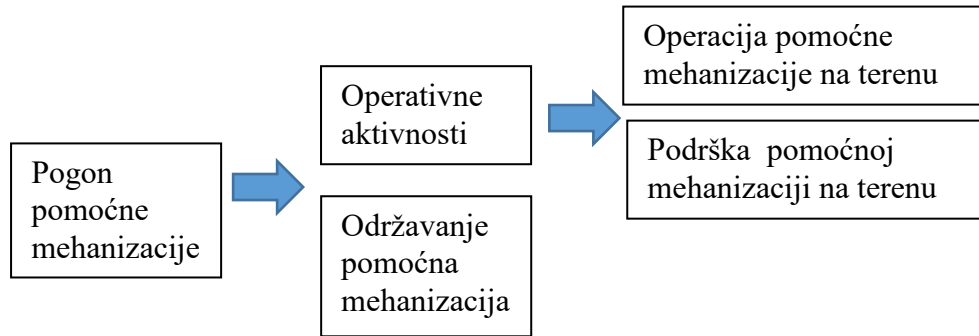 Pogon
pomoćne
mehanizacije
Operativne
aktivnosti
Održavanje
pomoćna
mehanizacija
Operacija pomoćne
mehanizacije na terenu
Podrška  pomoćnoj
mehanizaciji na terenu